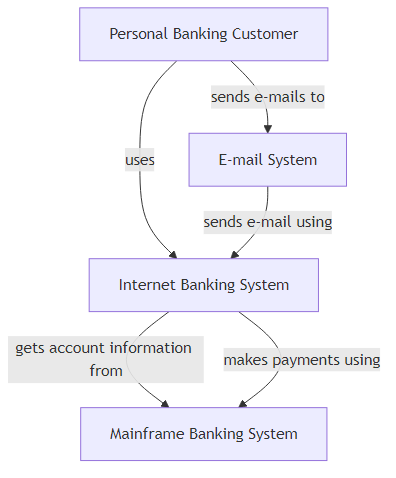 Personal Banking Customer
sends e-mails to
uses
E-mail System
sends e-mail using
Internet Banking System
gets account information
from
makes payments using
Mainframe Banking System